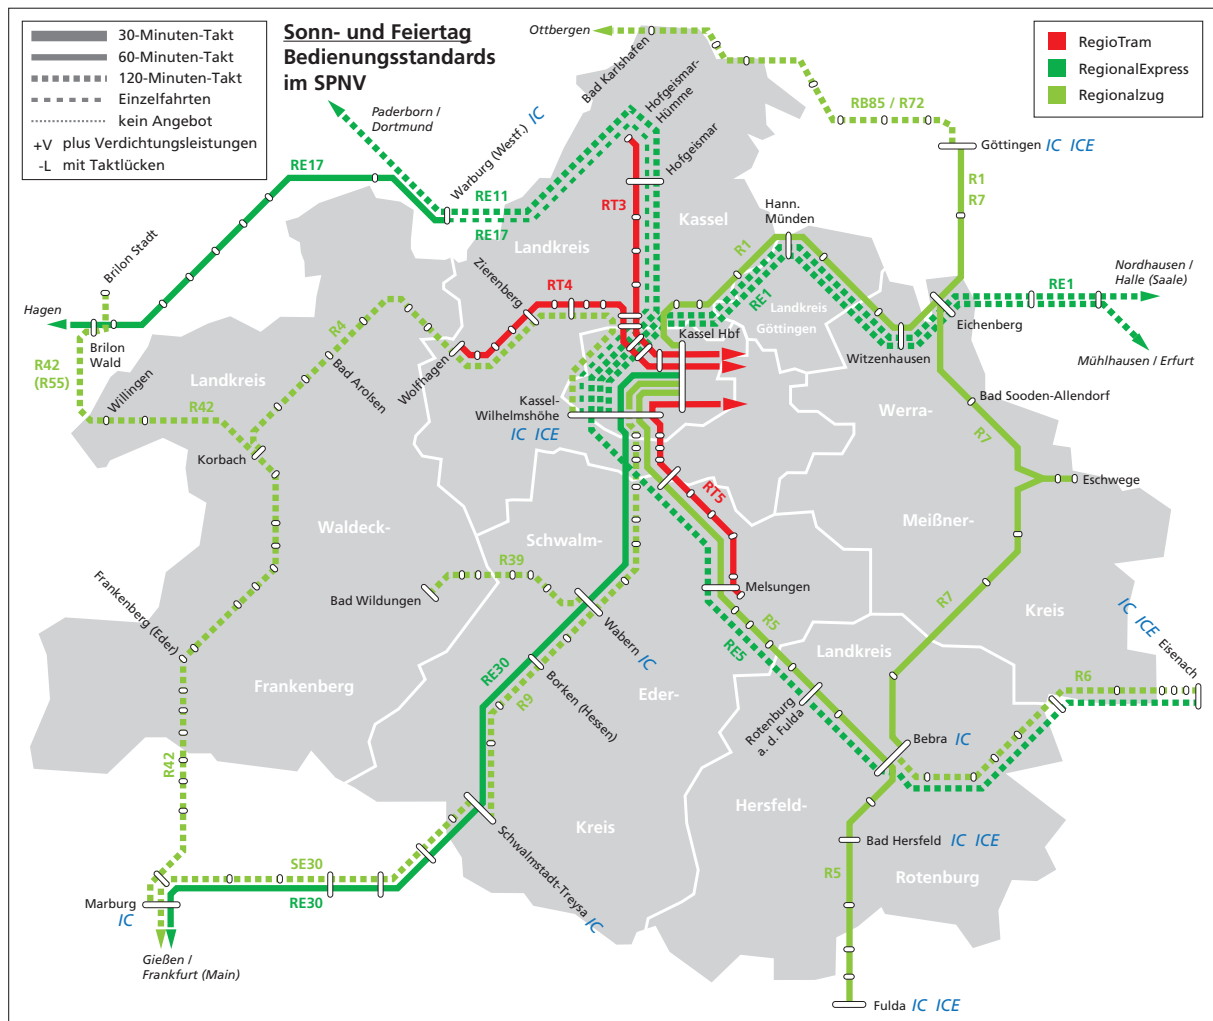 30-Minuten-Takt
60-Minuten-Takt
120-Minuten-Takt
Einzelfahrten
kein Angebot
+V plus Verdichtungsleistungen
-L mit Taktlücken
Sonn- und Feiertag
Bedienungsstandards
im SPNV
RegioTram
RegionalExpress
Regionalzug
Ottbergen
Bad Karlshafen
Hofgeismar-
Hümme
Hofgeismar
RB85 / R72
Göttingen IC ICE
Paderborn /
Dortmund
Warburg (Westf.) IC
RE17
RE11
RE17
RT3
Kassel
Landkreis
R1
R7
Hann.
Münden
R1
RE1
Landkreis
Göttingen
Nordhausen /
Halle (Saale)
RE1
Eichenberg
Mühlhausen / Erfurt
Witzenhausen
Brilon Stadt
Hagen
Brilon
Wald
R42
(R55)
Willingen
R42
Landkreis
R4
Bad Arolsen
Wolfhagen
Zierenberg
RT4
Kassel Hbf
Kassel-
Wilhelmshöhe
IC ICE
Korbach
Werra-
Bad Sooden-Allendorf
R7
Eschwege
Meißner-
Waldeck-
Schwalm-
RT5
R39
Bad Wildungen
Melsungen
Wabern IC
R5
RE5
R7
Kreis
IC ICE
Eisenach
Frankenberg (Eder)
Frankenberg
RE30
R9
Borken (Hessen)
Eder-
Landkreis
R6
Rotenburg
a. d. Fulda
Bebra IC
R42
Hersfeld-
Kreis
Schwalmstadt-Treysa IC
Bad Hersfeld IC ICE
SE30
RE30
R5
Rotenburg
Marburg
IC
Gießen /
Frankfurt (Main)
Fulda IC ICE